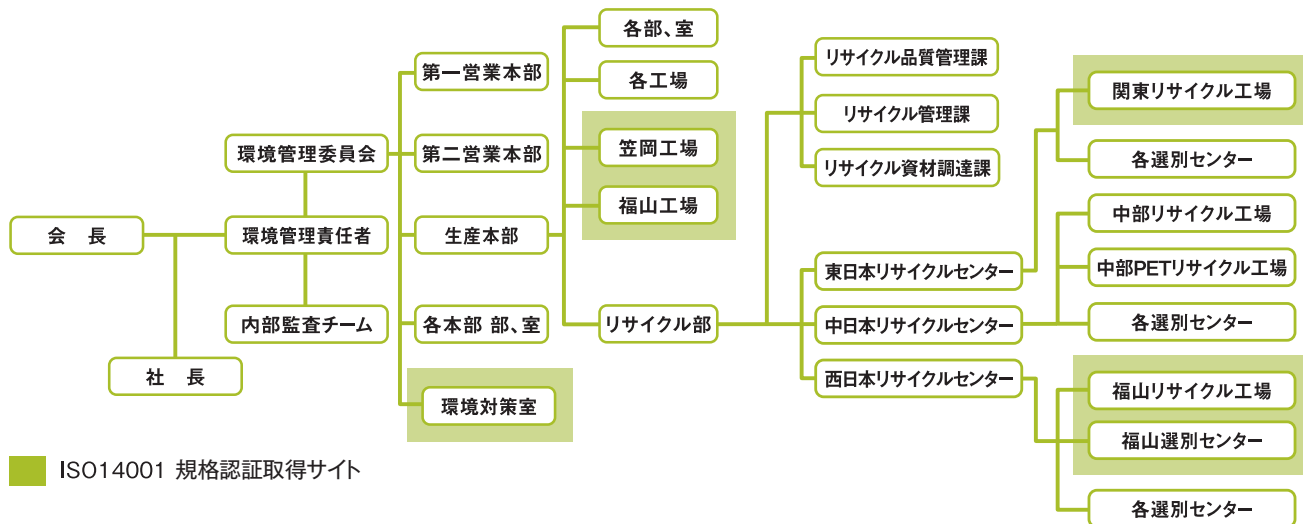 会 長
社 長
環境管理委員会
環境管理責任者
内部監査チーム
第一営業本部
第二営業本部
生産本部
各本部 部、室
環境対策室
各部、室
各工場
笠岡工場
福山工場
リサイクル部
リサイクル品質管理課
リサイクル管理課
リサイクル資材調達課
東日本リサイクルセンター
中日本リサイクルセンター
西日本リサイクルセンター
関東リサイクル工場
各選別センター
中部リサイクル工場
中部PETリサイクル工場
各選別センター
福山リサイクル工場
福山選別センター
各選別センター
ISO14001 規格認証取得サイト